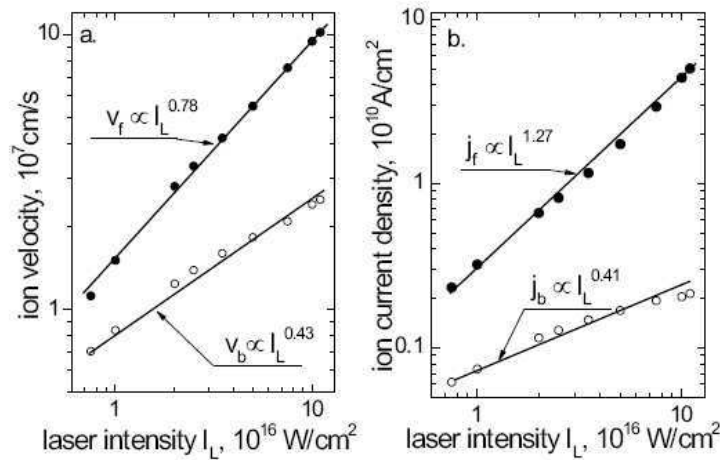 a.
10
1
ion velocity, 10⁷cm/s
v_f ∝ I_L^0.78
v_b ∝ I_L^0.43
1
10
laser intensity I_L, 10¹⁶ W/cm²
b.
1
0.1
ion current density, 10¹⁰A/cm²
j_f ∝ I_L^1.27
j_b ∝ I_L^0.41
1
10
laser intensity I_L, 10¹⁶ W/cm²